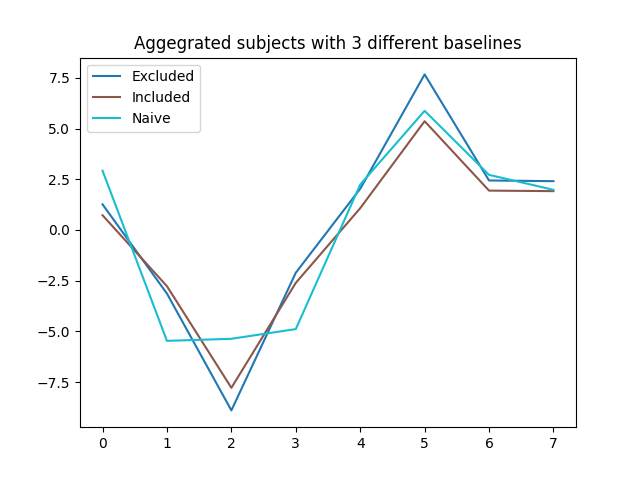 Aggegrated subjects with 3 different baselines
Excluded
Included
Naive
7.5
5.0
2.5
0.0
−2.5
−5.0
−7.5
0 1 2 3 4 5 6 7